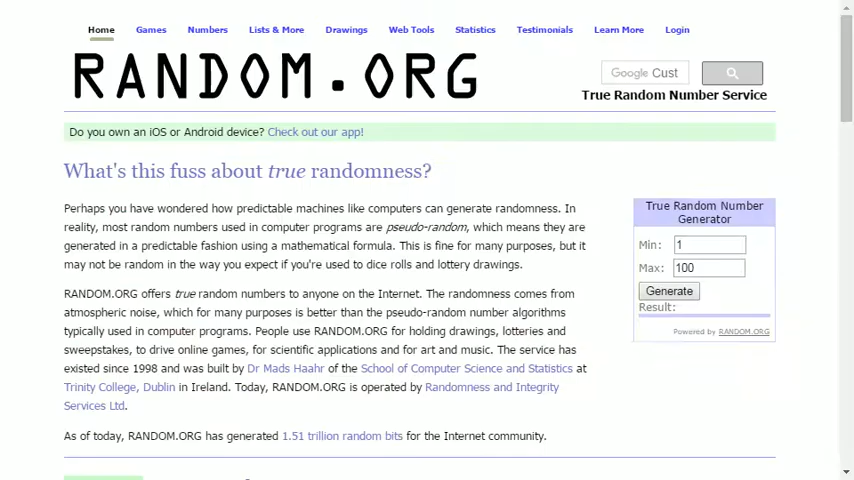 Home Games Numbers Lists & More Drawings Web Tools Statistics Testimonials Learn More Login
RANDOM.ORG
Google Cust
True Random Number Service
Do you own an iOS or Android device? Check out our app!
What's this fuss about true randomness?
Perhaps you have wondered how predictable machines like computers can generate randomness. In
reality, most random numbers used in computer programs are pseudo-random, which means they are
generated in a predictable fashion using a mathematical formula. This is fine for many purposes, but it
may not be random in the way you expect if you're used to dice rolls and lottery drawings.
RANDOM.ORG offers true random numbers to anyone on the Internet. The randomness comes from
atmospheric noise, which for many purposes is better than the pseudo-random number algorithms
typically used in computer programs. People use RANDOM.ORG for holding drawings, lotteries and
sweepstakes, to drive online games, for scientific applications and for art and music. The service has
existed since 1998 and was built by Dr Mads Haahr of the School of Computer Science and Statistics at
Trinity College, Dublin in Ireland. Today, RANDOM.ORG is operated by Randomness and Integrity
Services Ltd.
As of today, RANDOM.ORG has generated 1.51 trillion random bits for the Internet community.
True Random Number
Generator
Min: 1
Max: 100
Generate
Result:
Powered by RANDOM.ORG